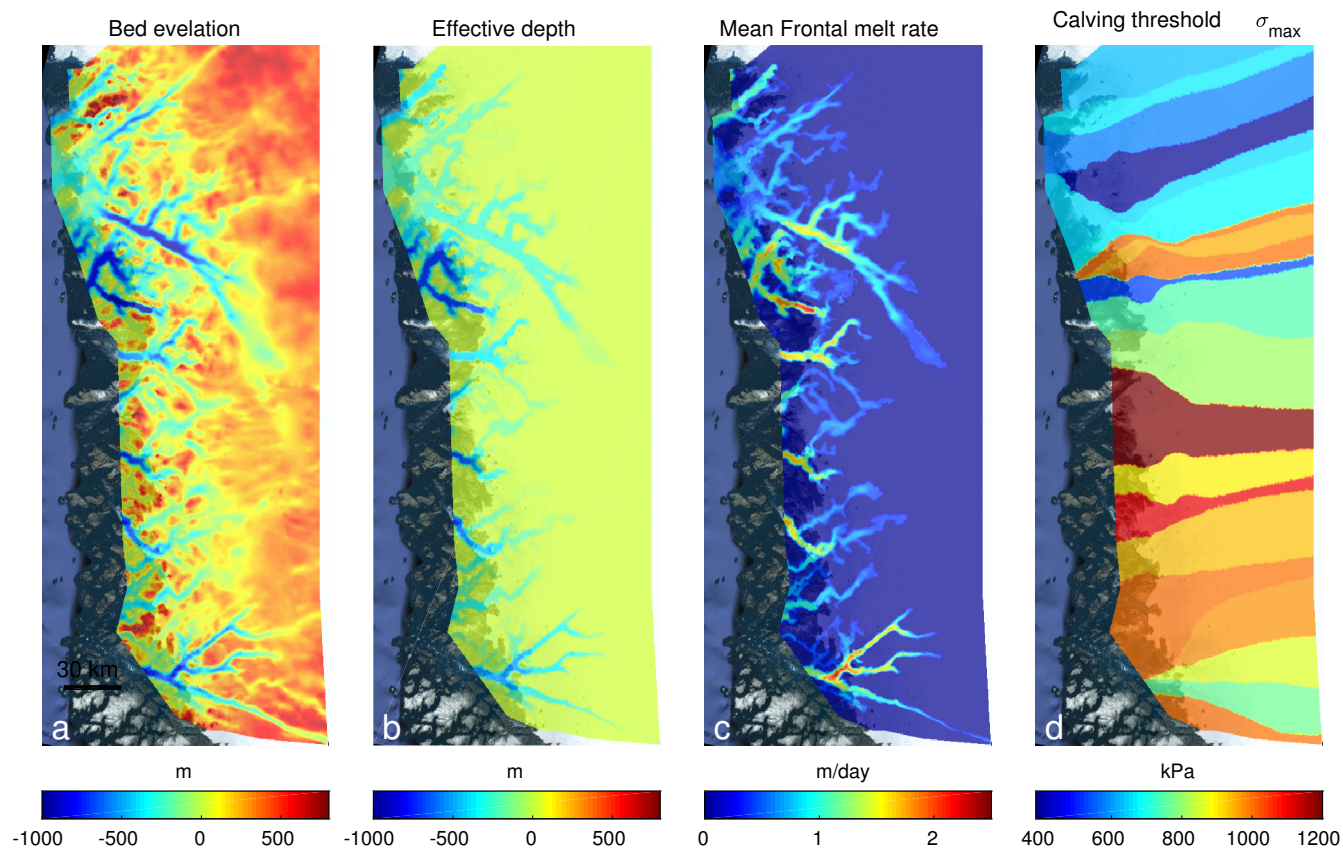 Bed evelation
Effective depth
Mean Frontal melt rate
Calving threshold σmax
30 km
a
b
c
d
m
m
m/day
kPa
-1000 -500 0 500
-1000 -500 0 500
0 1 2
400 600 800 1000 1200